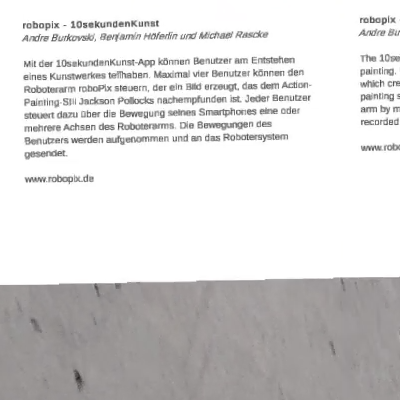 robopix - 10sekundenKunst
Andre Burkovski, Benjamin Höferlin und Michael Raschke
Mit der 10sekundenKunst-App können Benutzer am Entstehen
eines Kunstwerkes teilhaben. Maximal vier Benutzer können den
Roboterarm roboPix steuern, der ein Bild erzeugt, das dem Action-
Painting-Stil Jackson Pollocks nachempfunden ist. Jeder Benutzer
steuert dazu über die Bewegung seines Smartphones eine oder
mehrere Achsen des Roboterarms. Die Bewegungen des
Benutzers werden aufgenommen und an das Robotersystem
gesendet.
www.robopix.de
robopix
Andre Bu
The 10se
painting.
which cre
painting s
arm by m
recorded
www.robo